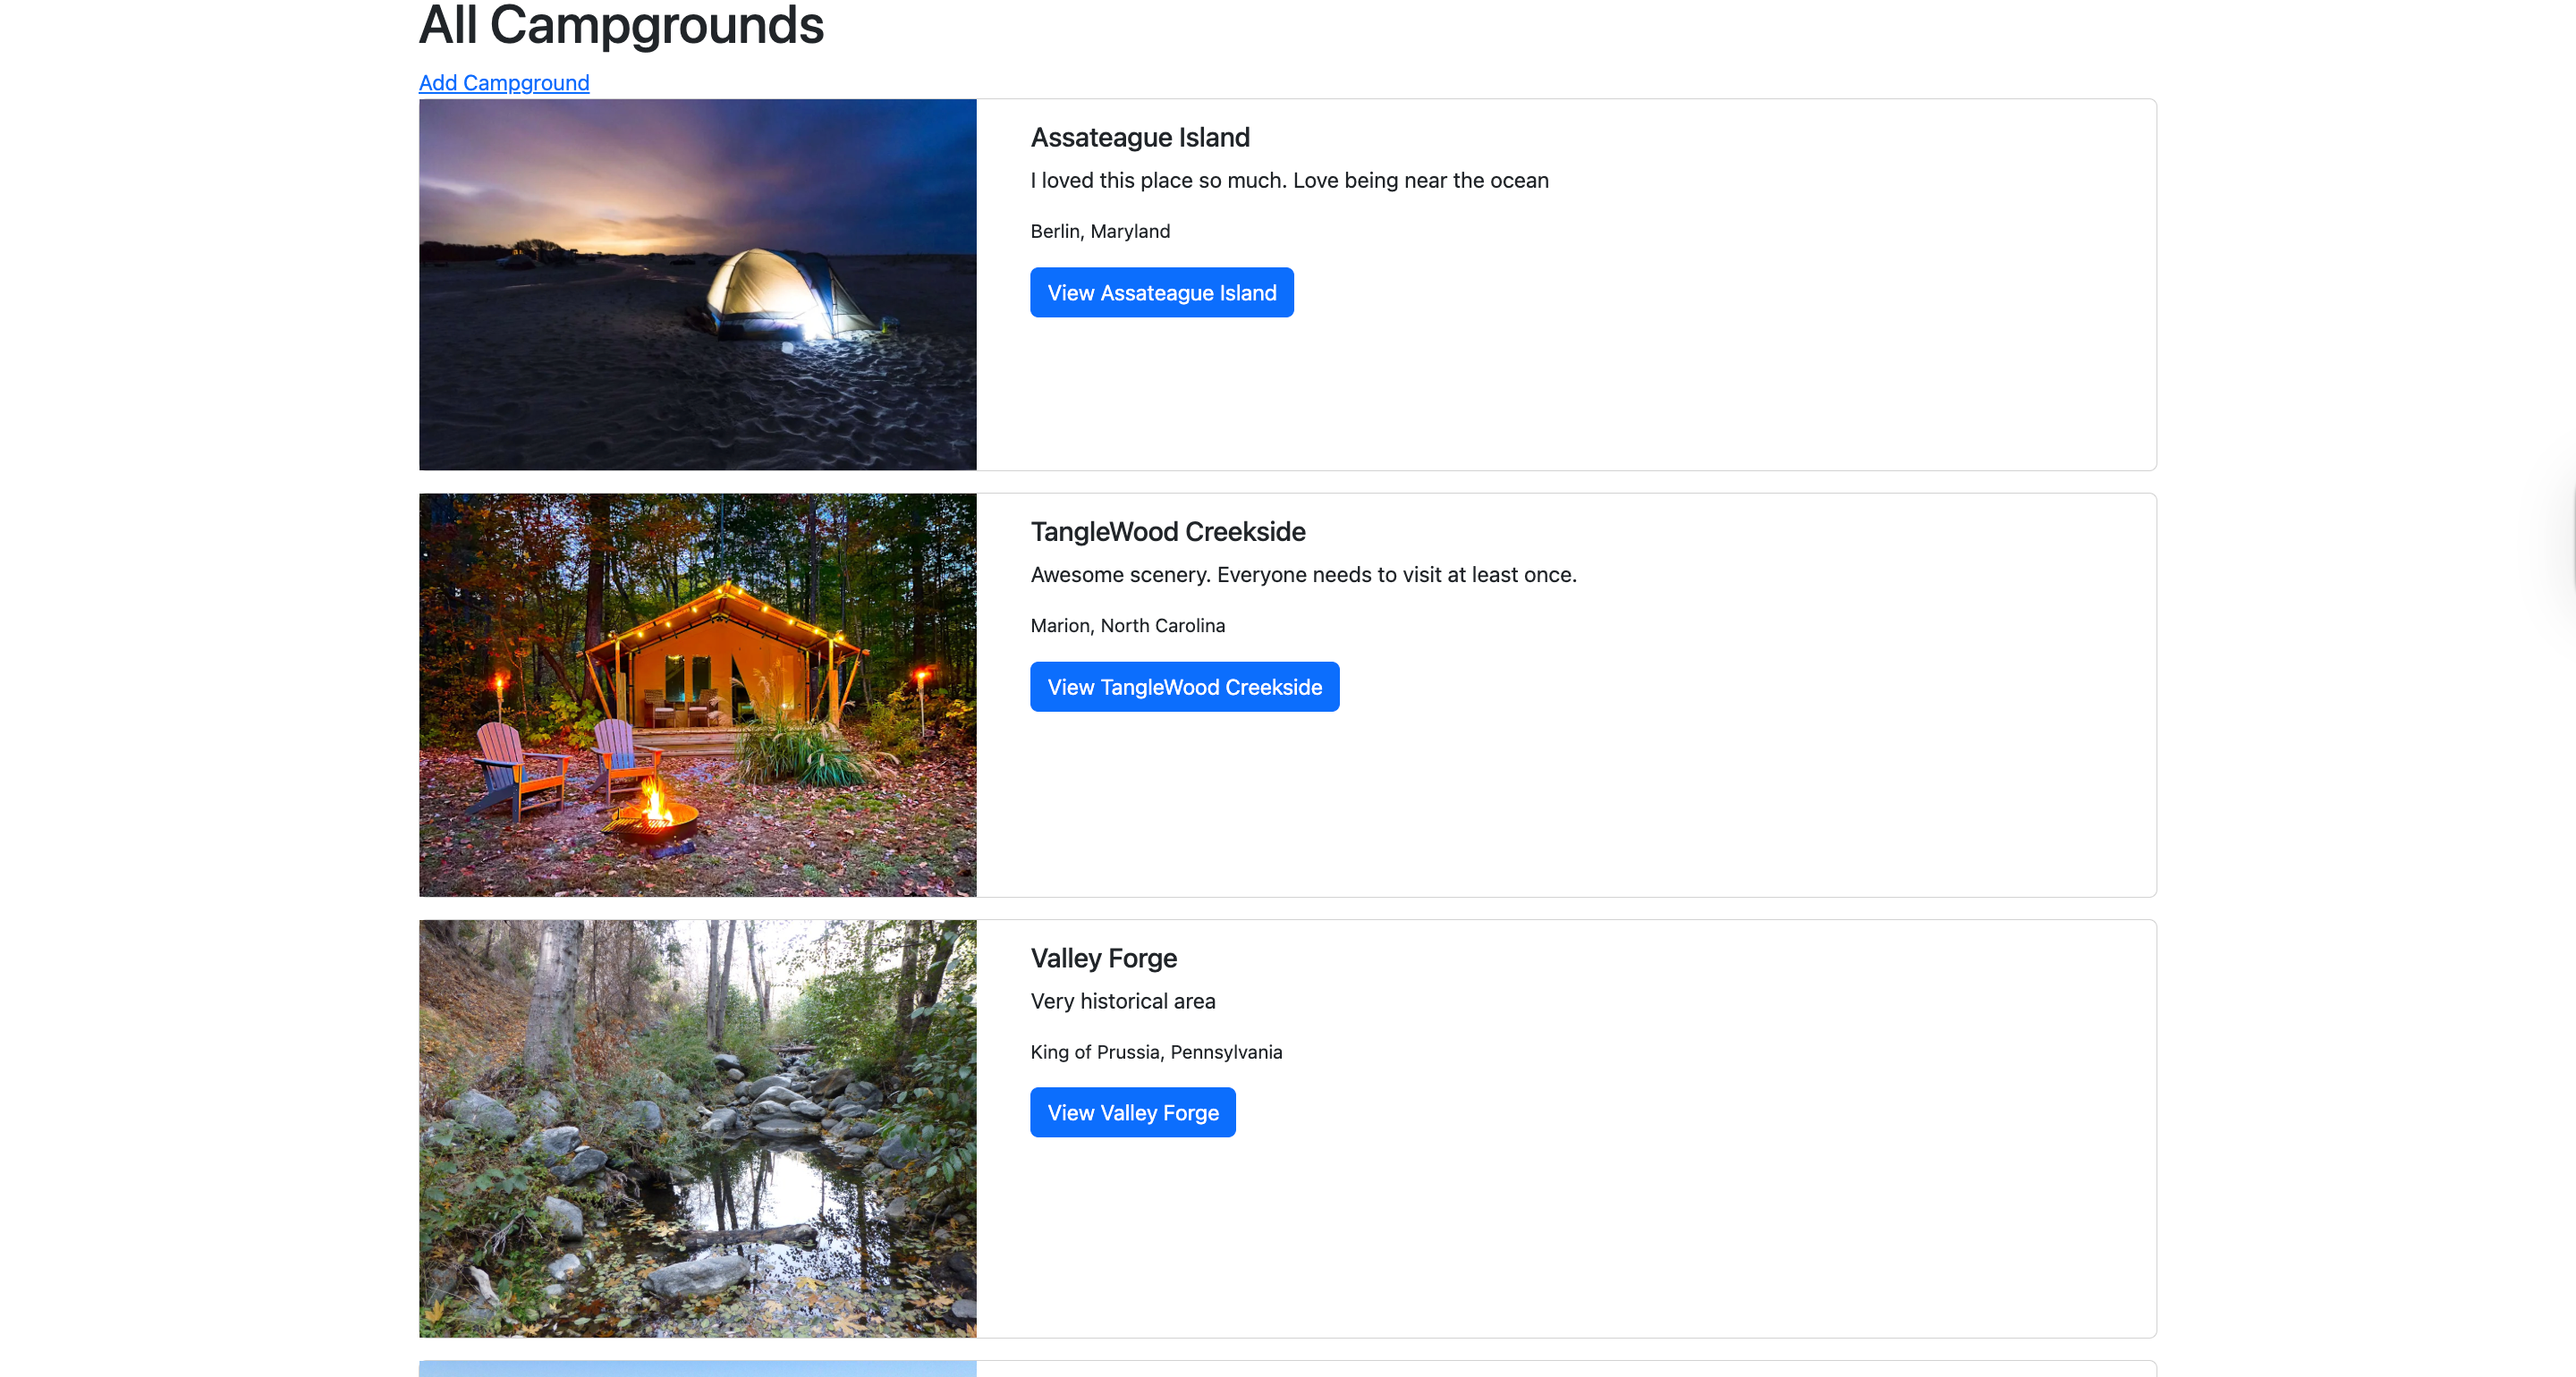 All Campgrounds
Add Campground
Assateague Island
I loved this place so much. Love being near the ocean
Berlin, Maryland
View Assateague Island
TangleWood Creekside
Awesome scenery. Everyone needs to visit at least once.
Marion, North Carolina
View TangleWood Creekside
Valley Forge
Very historical area
King of Prussia, Pennsylvania
View Valley Forge